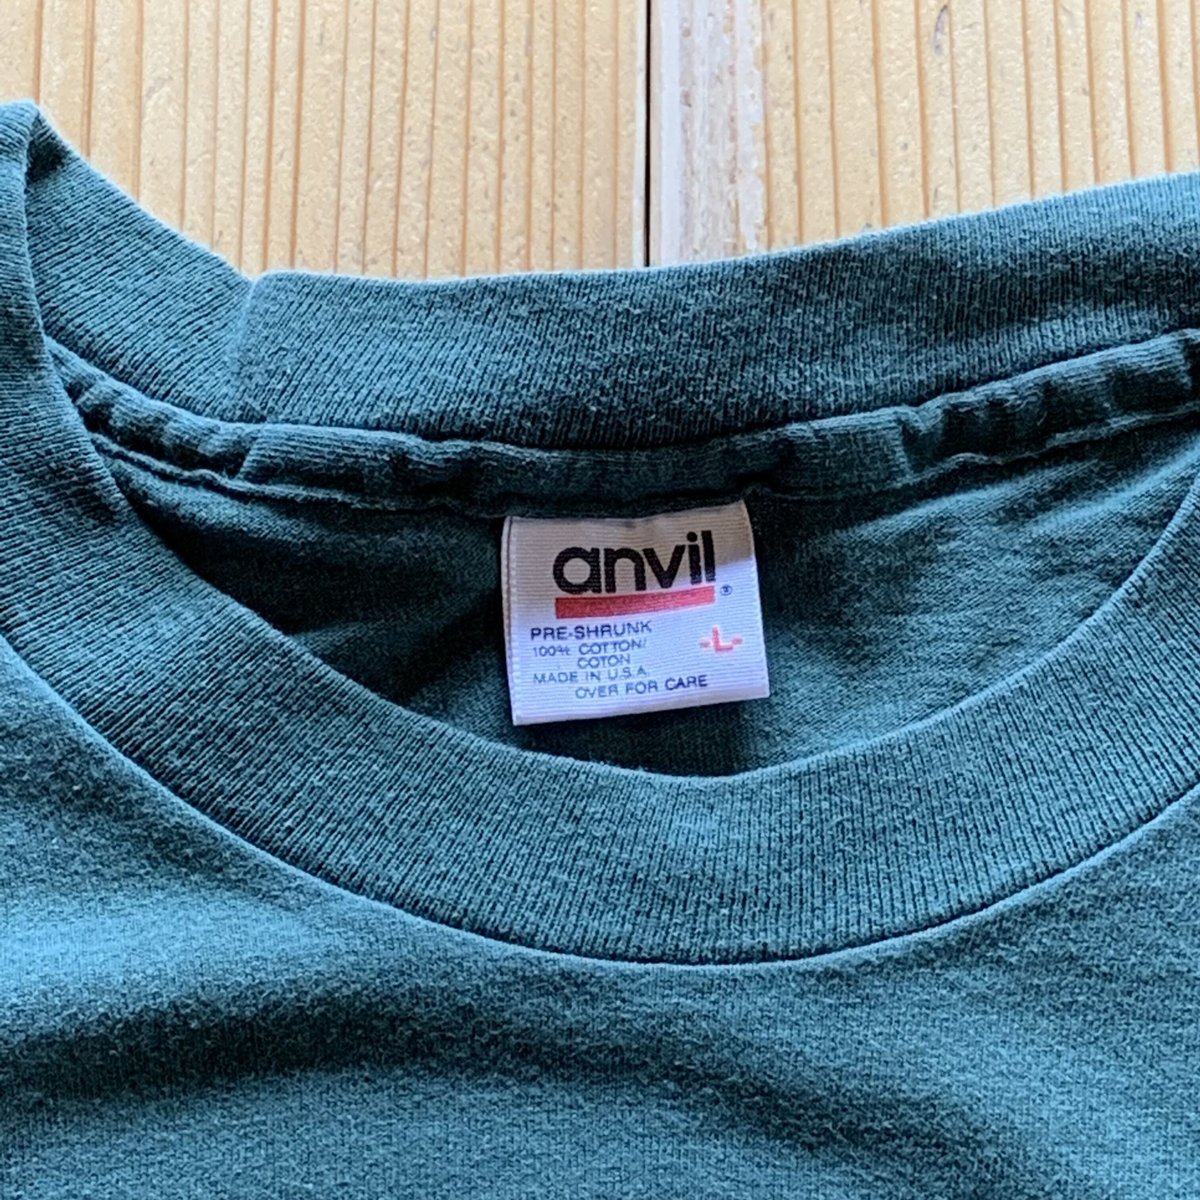 anvil®
PRE-SHRUNK
100% COTTON/
COTON
MADE IN U.S.A.
OVER FOR CARE
-L-